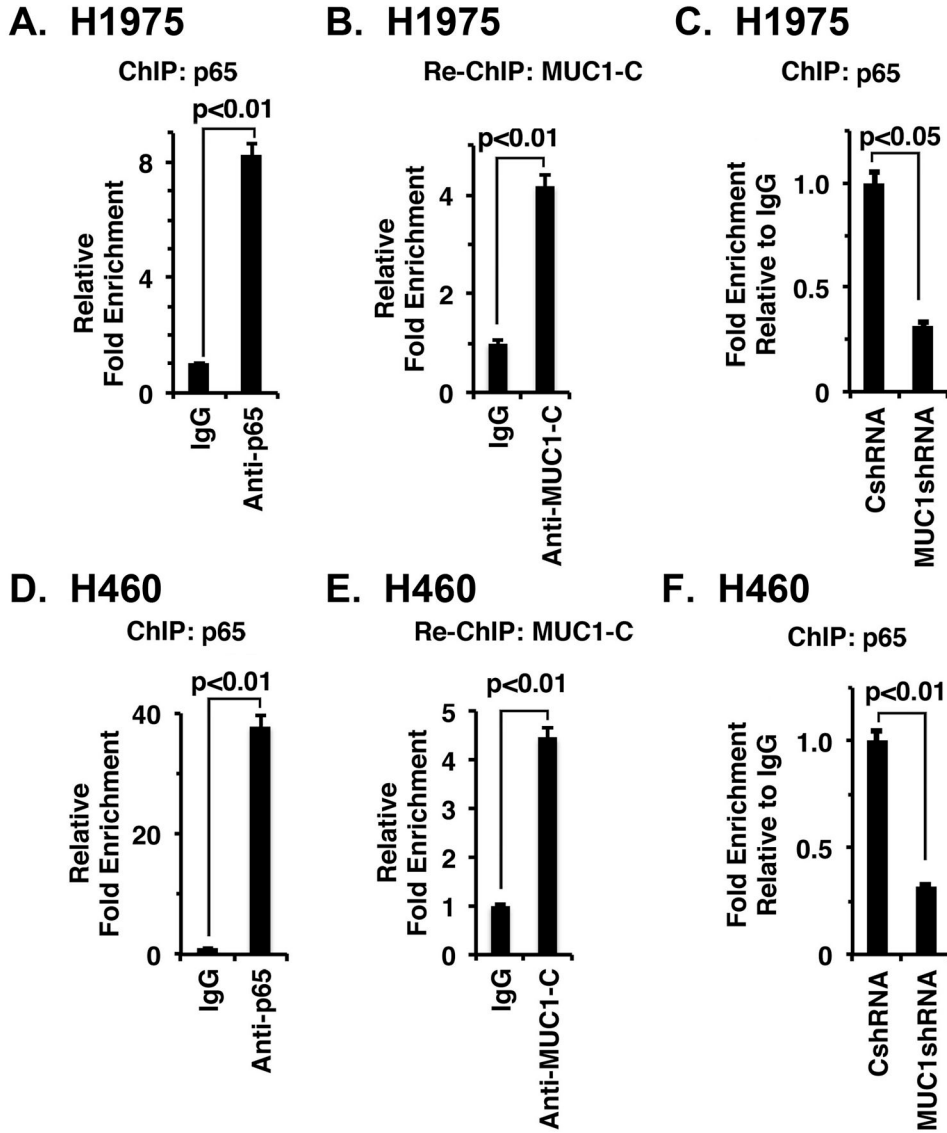 A. H1975
ChIP: p65
p<0.01
Relative
Fold Enrichment
8
4
0
IgG
Anti-p65
B. H1975
Re-ChIP: MUC1-C
p<0.01
Relative
Fold Enrichment
4
2
0
IgG
Anti-MUC1-C
C. H1975
ChIP: p65
p<0.05
Fold Enrichment
Relative to IgG
1.0
0.5
0
CshRNA
MUC1shRNA
D. H460
ChIP: p65
p<0.01
Relative
Fold Enrichment
40
20
0
IgG
Anti-p65
E. H460
Re-ChIP: MUC1-C
p<0.01
Relative
Fold Enrichment
5
4
3
2
1
0
IgG
Anti-MUC1-C
F. H460
ChIP: p65
p<0.01
Fold Enrichment
Relative to IgG
1.0
0.5
0
CshRNA
MUC1shRNA